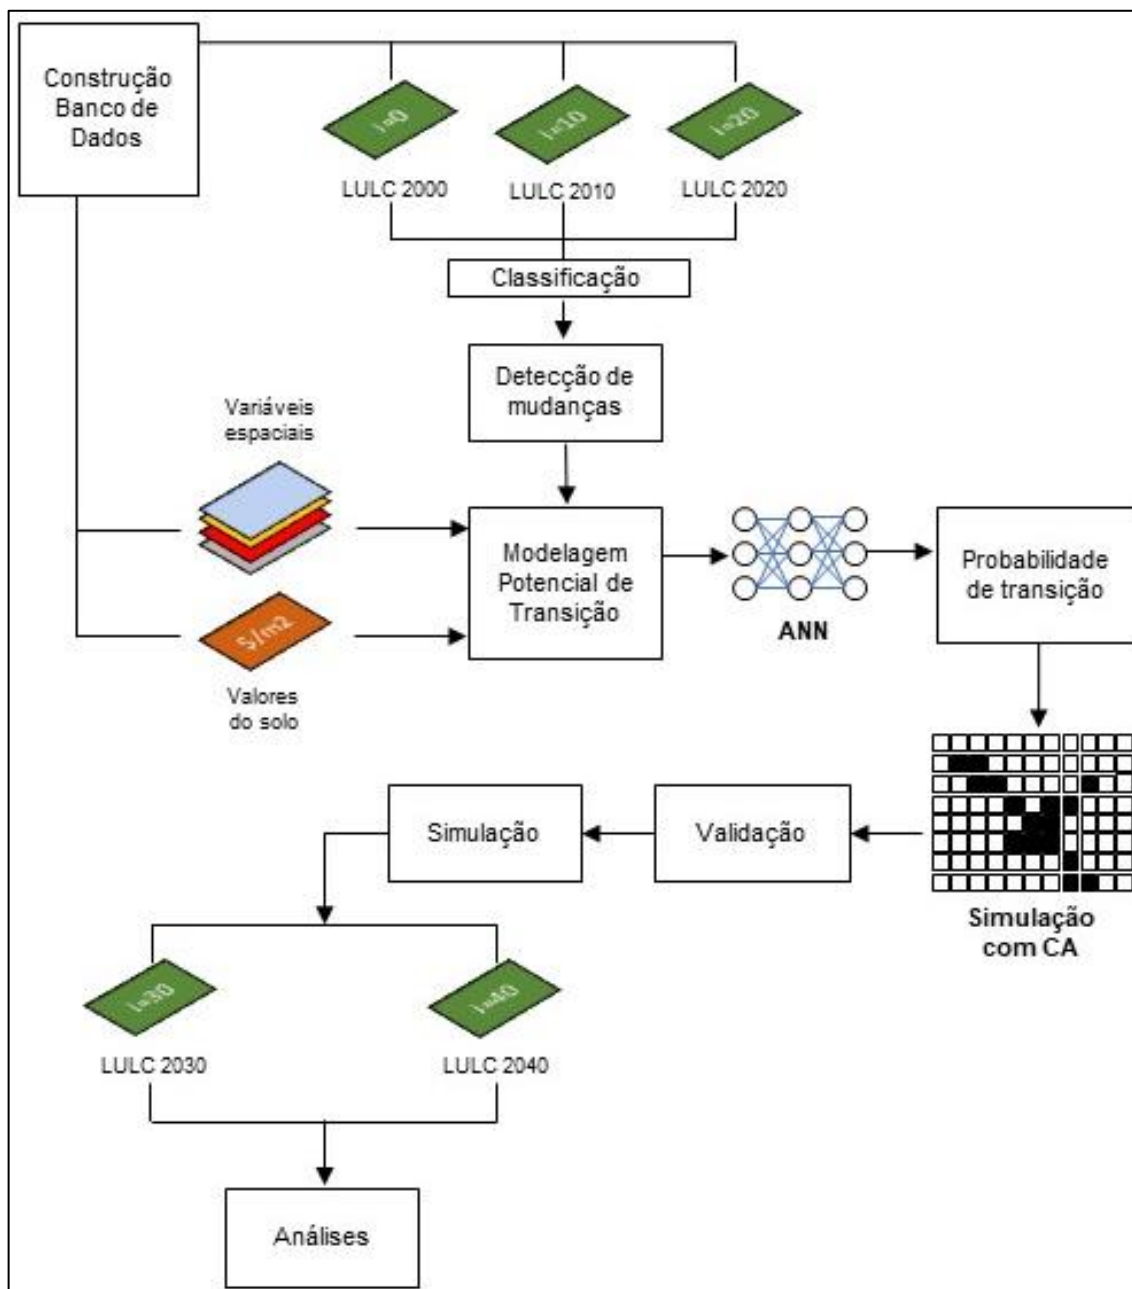 Construção
Banco de
Dados
i=0
i=10
i=20
LULC 2000
LULC 2010
LULC 2020
Classificação
Detecção de
mudanças
Variáveis
espaciais
Modelagem
Potencial de
Transição
ANN
Probabilidade
de transição
$/m2
Valores
do solo
Simulação
Validação
Simulação
com CA
i=30
i=40
LULC 2030
LULC 2040
Análises